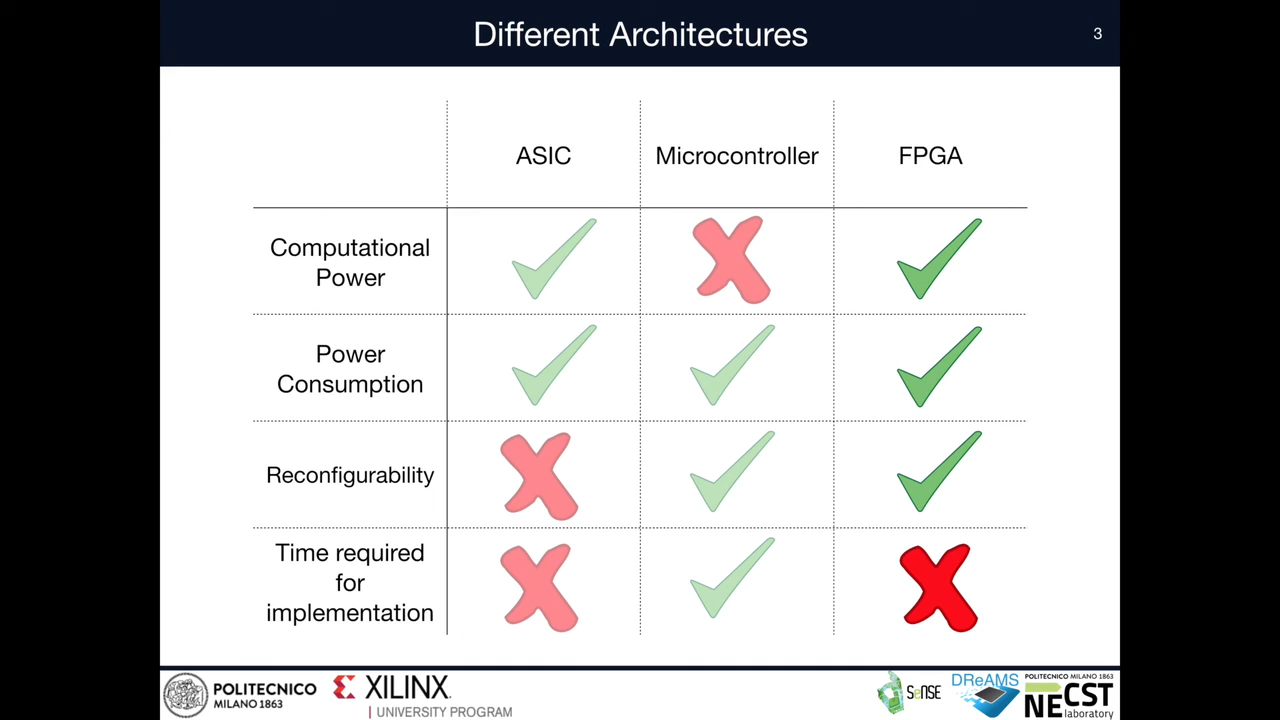 Different Architectures
3
ASIC
Microcontroller
FPGA
Computational
Power
Power
Consumption
Reconfigurability
Time required
for
implementation
POLITECNICO
MILANO 1863
XILINX
UNIVERSITY PROGRAM
SeNSE
DReAMS
POLITECNICO MILANO 1863
NECST
laboratory